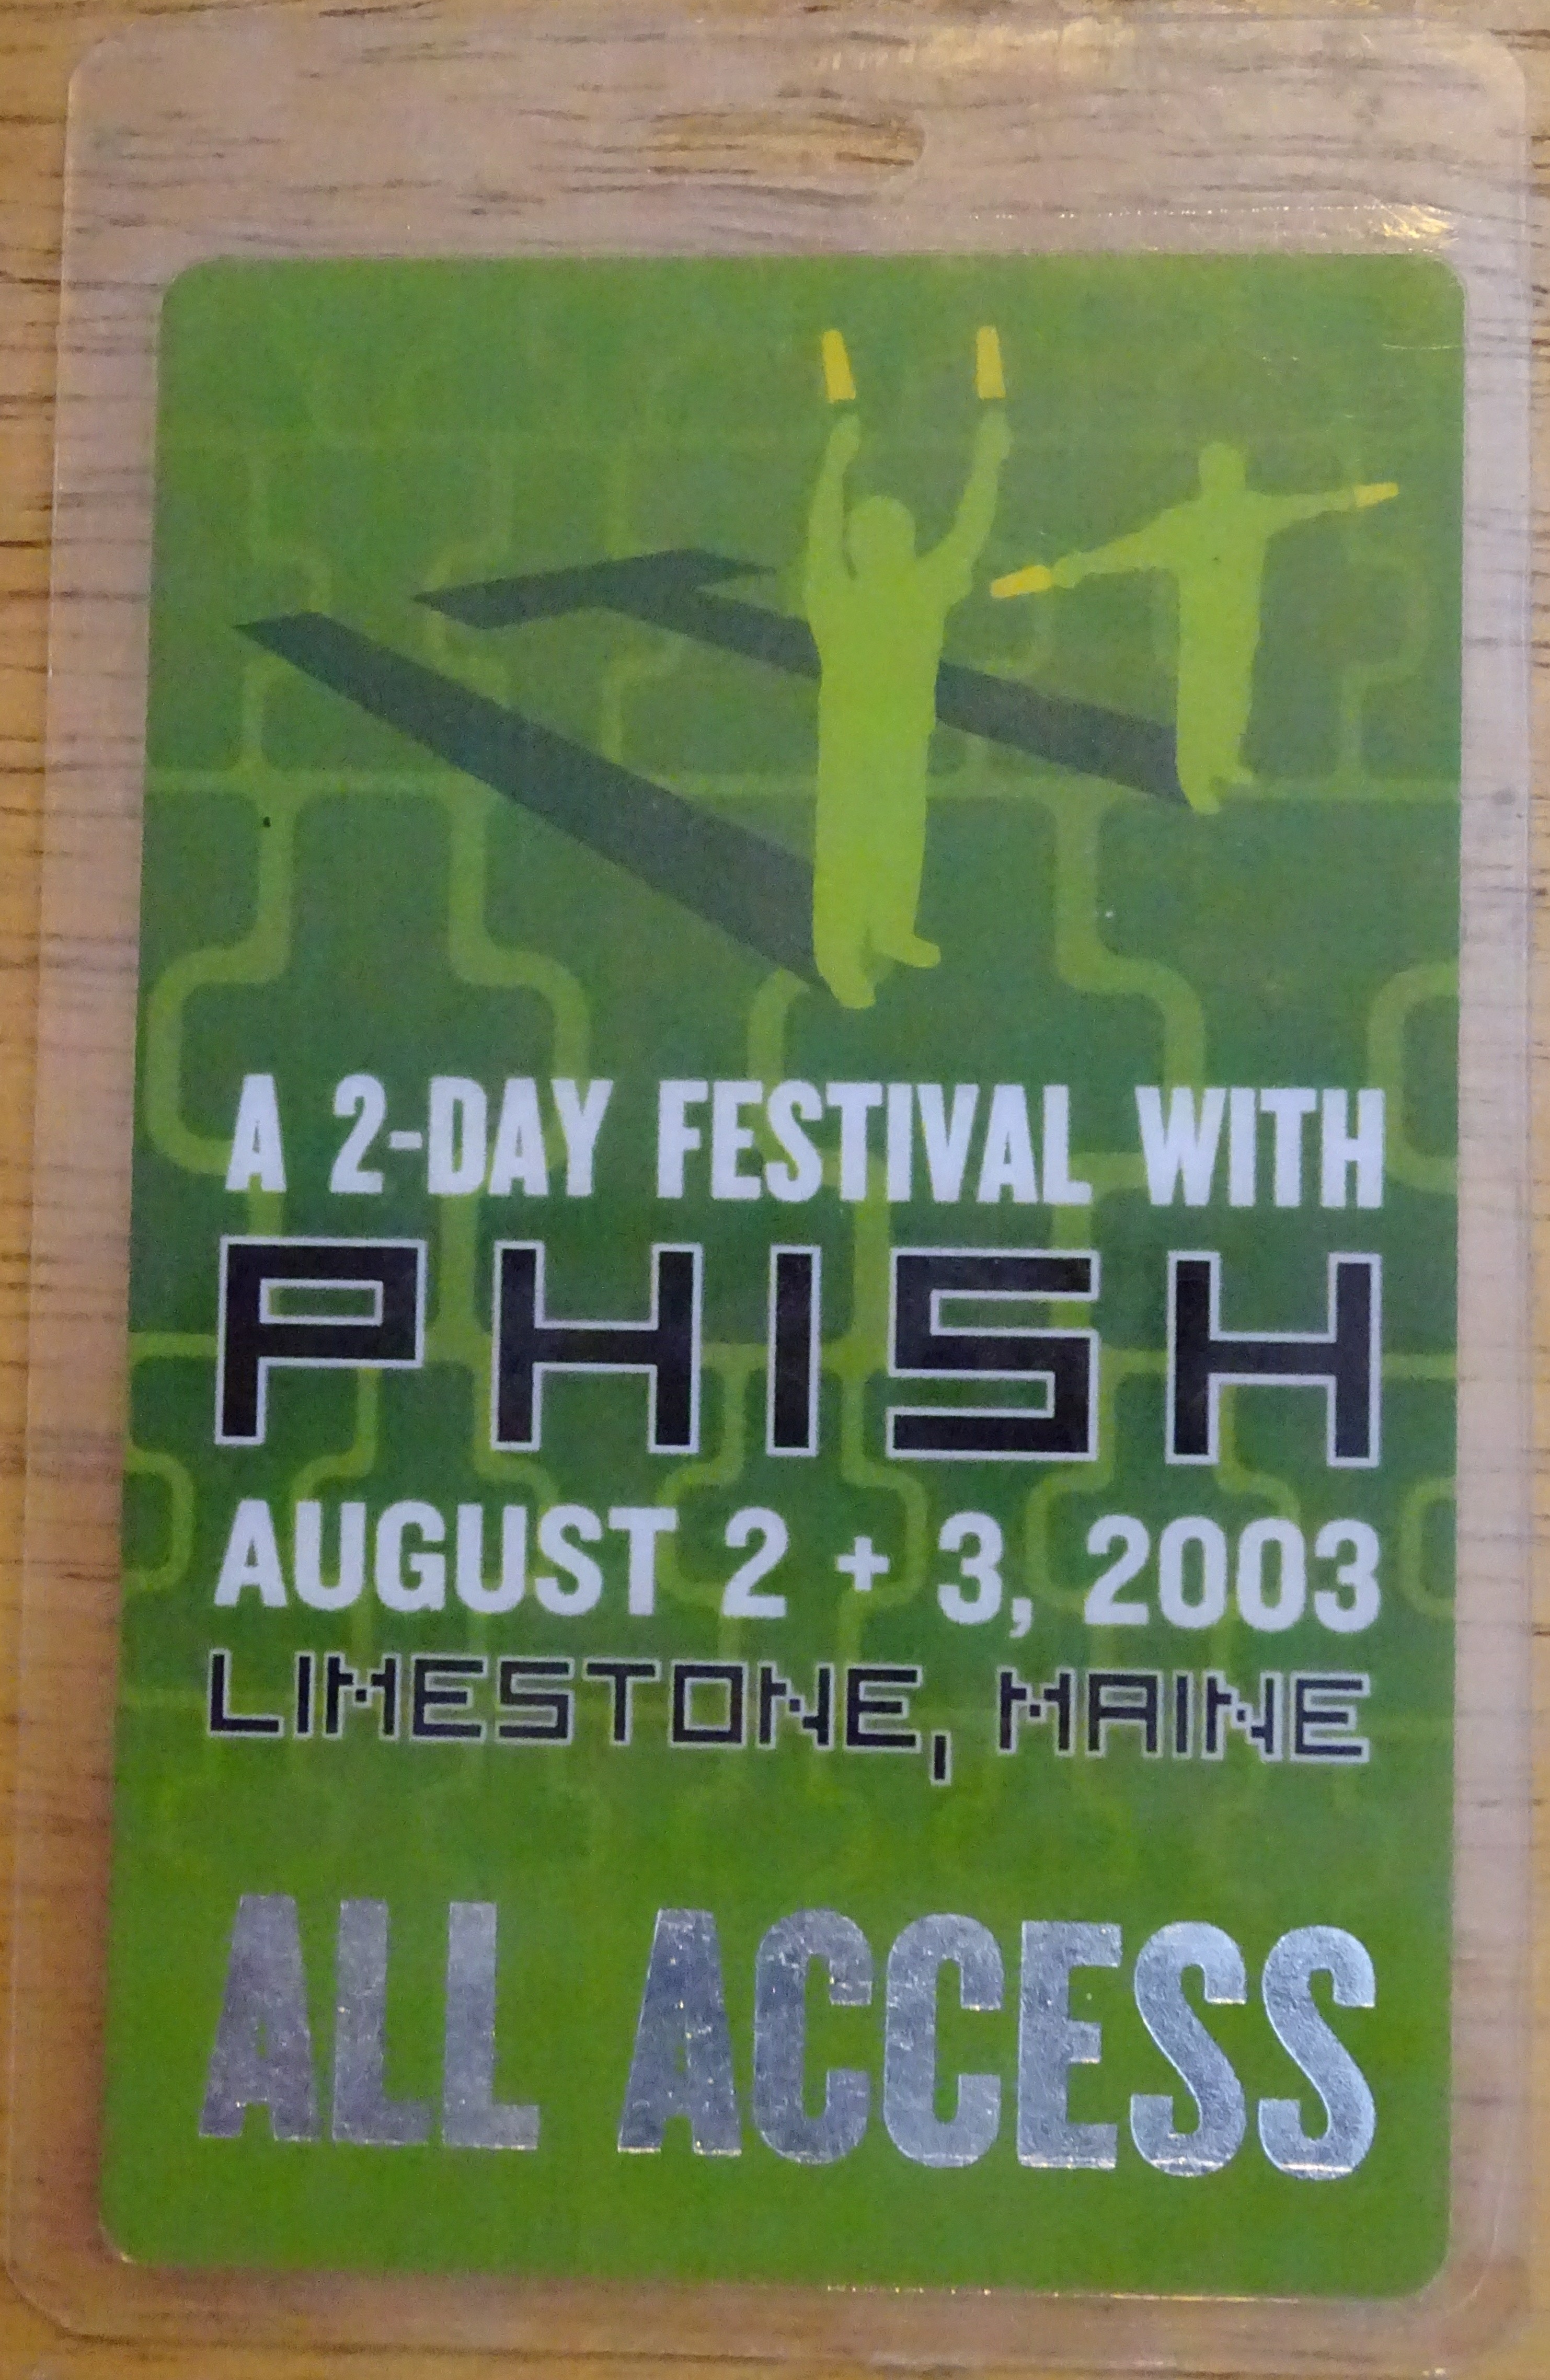 A 2-DAY FESTIVAL WITH
PHISH
AUGUST 2 + 3, 2003
LIMESTONE, MAINE
ALL ACCESS